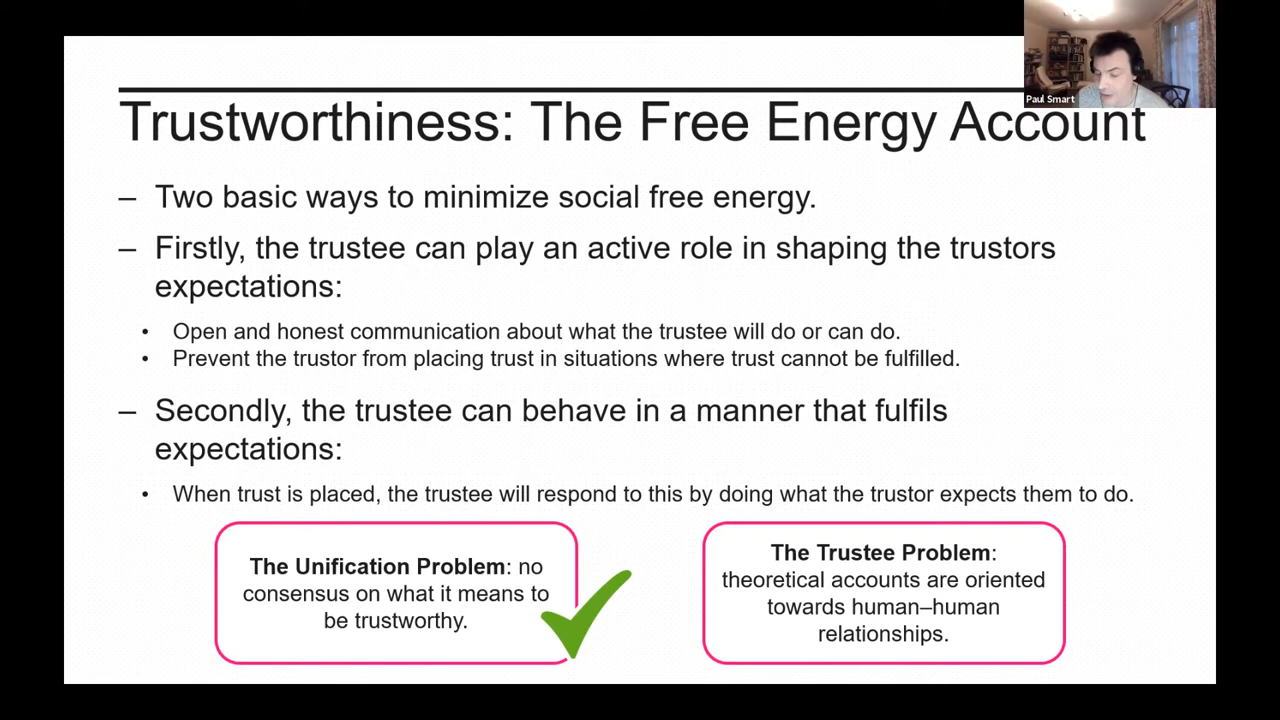 Paul Smart
Trustworthiness: The Free Energy Account
– Two basic ways to minimize social free energy.
– Firstly, the trustee can play an active role in shaping the trustors
expectations:
• Open and honest communication about what the trustee will do or can do.
• Prevent the trustor from placing trust in situations where trust cannot be fulfilled.
– Secondly, the trustee can behave in a manner that fulfils
expectations:
• When trust is placed, the trustee will respond to this by doing what the trustor expects them to do.
The Unification Problem: no
consensus on what it means to
be trustworthy.
The Trustee Problem:
theoretical accounts are oriented
towards human–human
relationships.